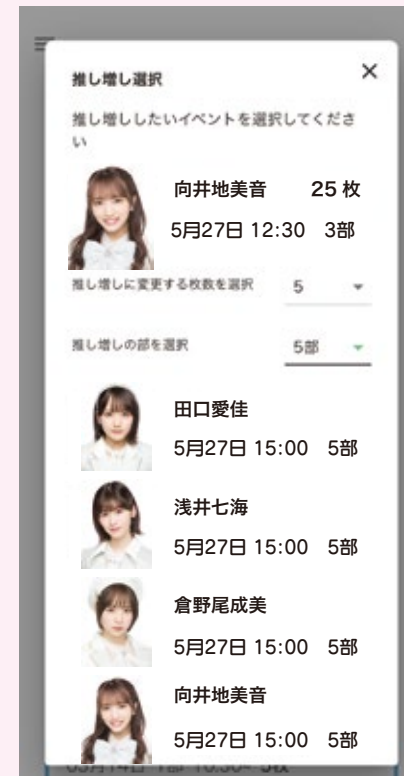 推し増し選択
×
推し増ししたいイベントを選択してくださ
い
向井地美音 25 枚
5月27日 12:30 3部
推し増しに変更する枚数を選択 5
推し増しの部を選択 5部
田口愛佳
5月27日 15:00 5部
浅井七海
5月27日 15:00 5部
倉野尾成美
5月27日 15:00 5部
向井地美音
5月27日 15:00 5部